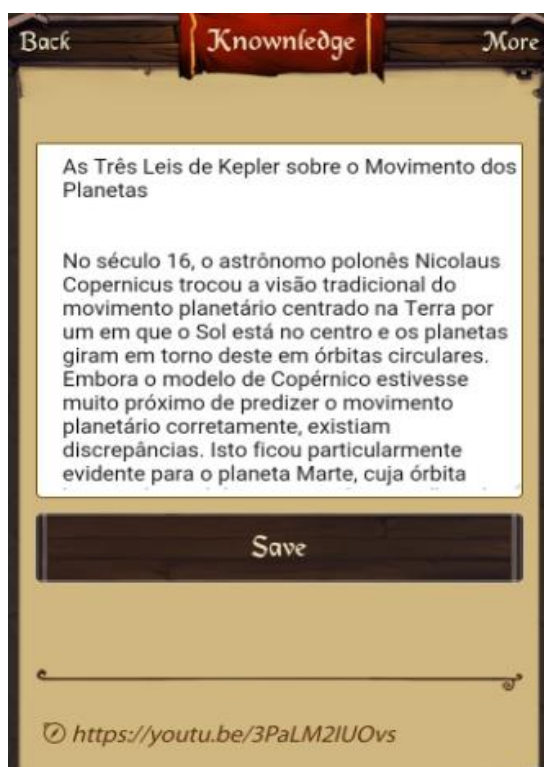 Back Knownledge More
As Três Leis de Kepler sobre o Movimento dos
Planetas
No século 16, o astrônomo polonês Nicolaus
Copernicus trocou a visão tradicional do
movimento planetário centrado na Terra por
um em que o Sol está no centro e os planetas
giram em torno deste em órbitas circulares.
Embora o modelo de Copérnico estivesse
muito próximo de predizer o movimento
planetário corretamente, existiam
discrepâncias. Isto ficou particularmente
evidente para o planeta Marte, cuja órbita
Save
https://youtu.be/3PaLM2IUOvs